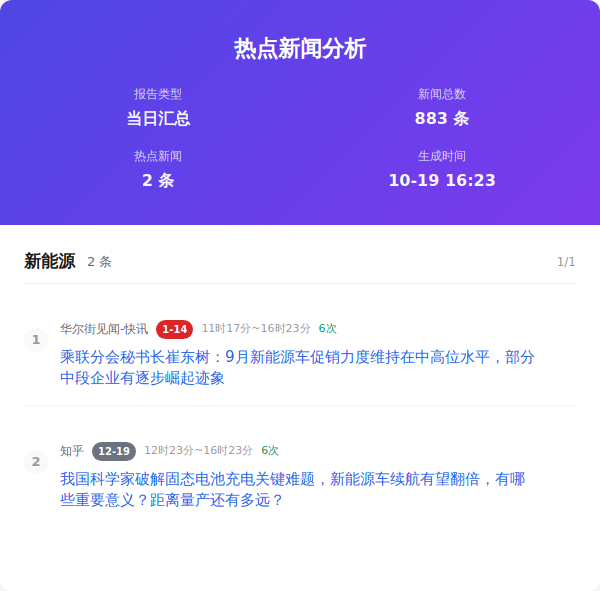 热点新闻分析
报告类型
新闻总数
当日汇总
883 条
热点新闻
生成时间
2 条
10-19 16:23
新能源 2 条 1/1
1 华尔街见闻-快讯 1-14 11时17分~16时23分 6次
乘联分会秘书长崔东树：9月新能源车促销力度维持在中高位水平，部分
中段企业有逐步崛起迹象
2 知乎 12-19 12时23分~16时23分 6次
我国科学家破解固态电池充电关键难题，新能源车续航有望翻倍，有哪
些重要意义？距离量产还有多远？